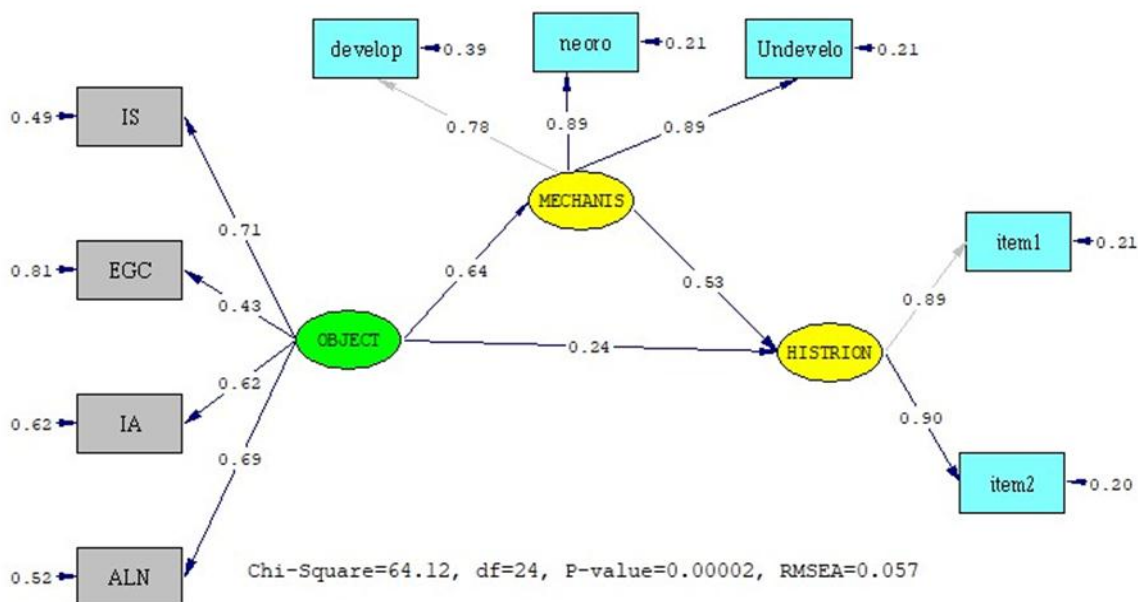 develop
0.39
neoro
0.21
Undevelo
0.21
0.49
IS
0.78
0.89
0.89
MECHANIS
0.71
item1
0.21
0.81
EGC
0.43
0.64
0.53
0.89
OBJECT
0.24
HISTRION
0.62
0.62
IA
0.90
0.69
item2
0.20
0.52
ALN
Chi-Square=64.12, df=24, P-value=0.00002, RMSEA=0.057